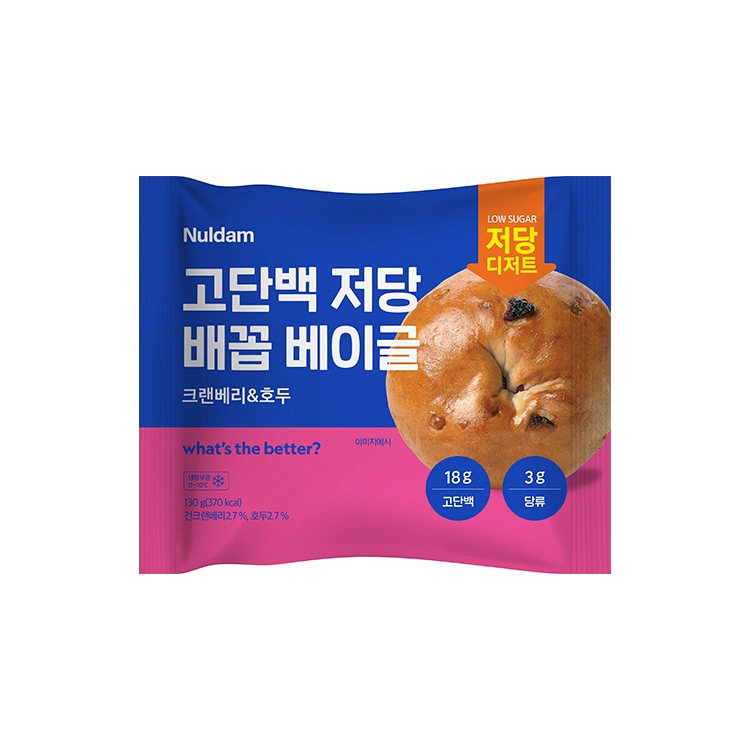 Nuldam
LOW SUGAR
저당
디저트
고단백 저당
배꼽 베이글
크랜베리&호두
what's the better?
이미지예시
냉장보관
0~10℃
130 g(370 kcal)
건크랜베리2.7 %, 호두2.7 %
18g
고단백
3g
당류